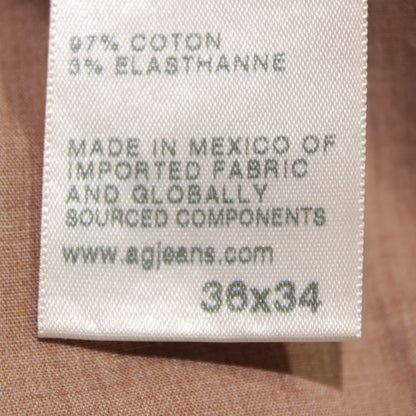 97% COTON
3% ELASTHANNE
MADE IN MEXICO OF
IMPORTED FABRIC
AND GLOBALLY
SOURCED COMPONENTS
www.agjeans.com
36x34